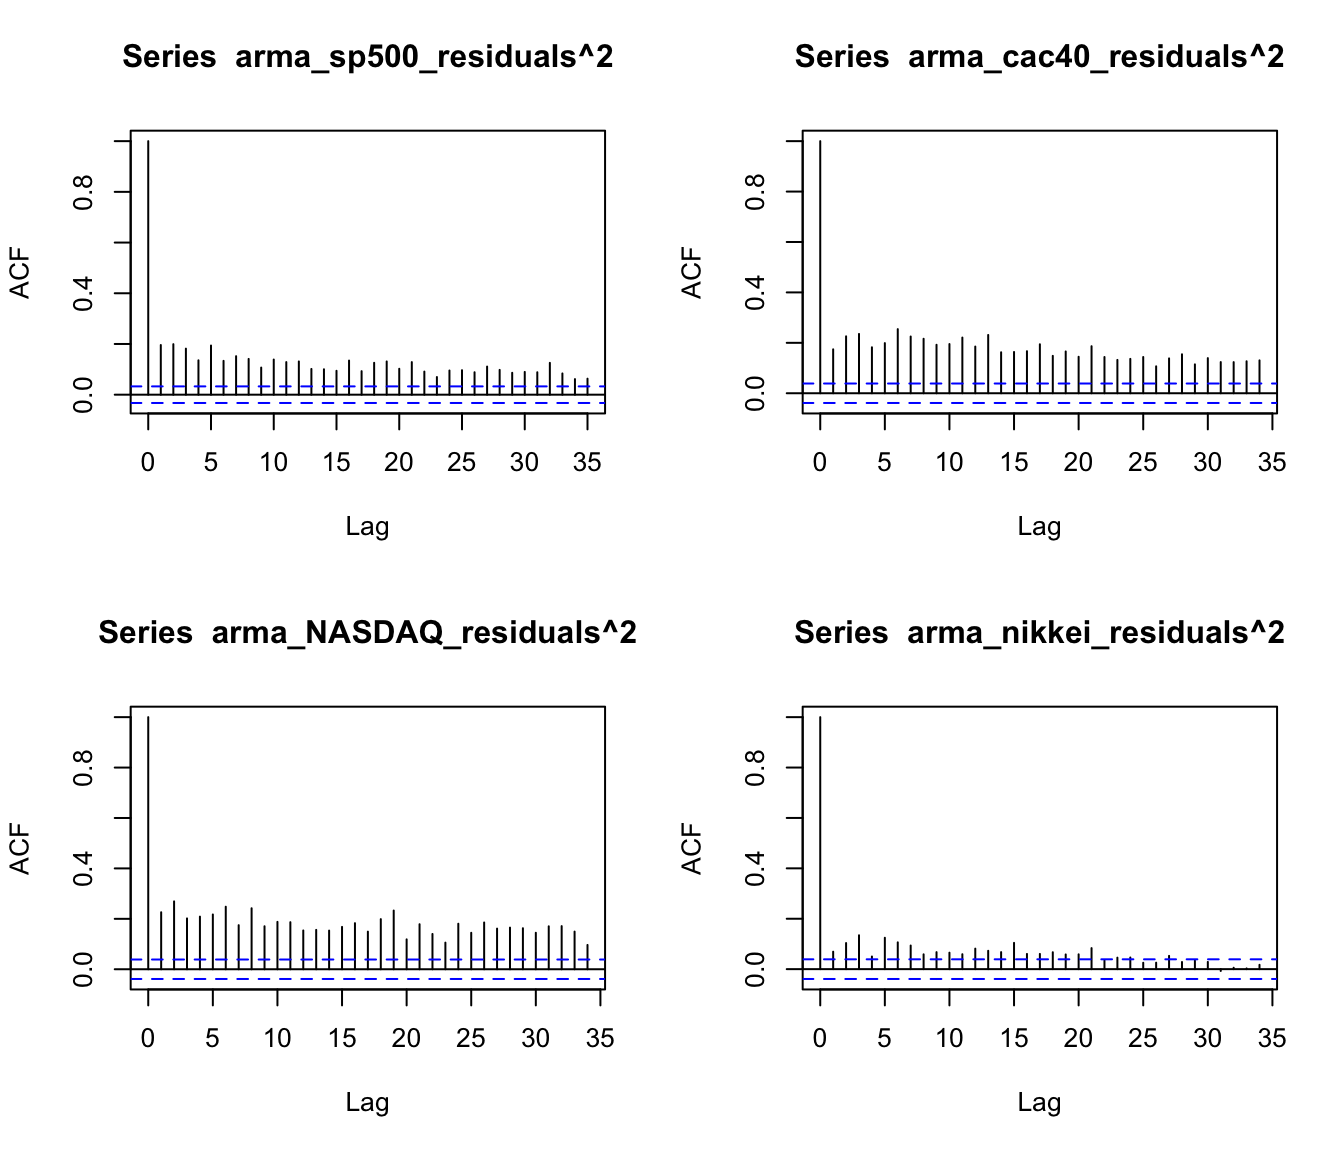 Series  arma_sp500_residuals^2
ACF
0.8
0.4
0.0
0 5 10 15 20 25 30 35
Lag
Series  arma_cac40_residuals^2
ACF
0.8
0.4
0.0
0 5 10 15 20 25 30 35
Lag
Series  arma_NASDAQ_residuals^2
ACF
0.8
0.4
0.0
0 5 10 15 20 25 30 35
Lag
Series  arma_nikkei_residuals^2
ACF
0.8
0.4
0.0
0 5 10 15 20 25 30 35
Lag